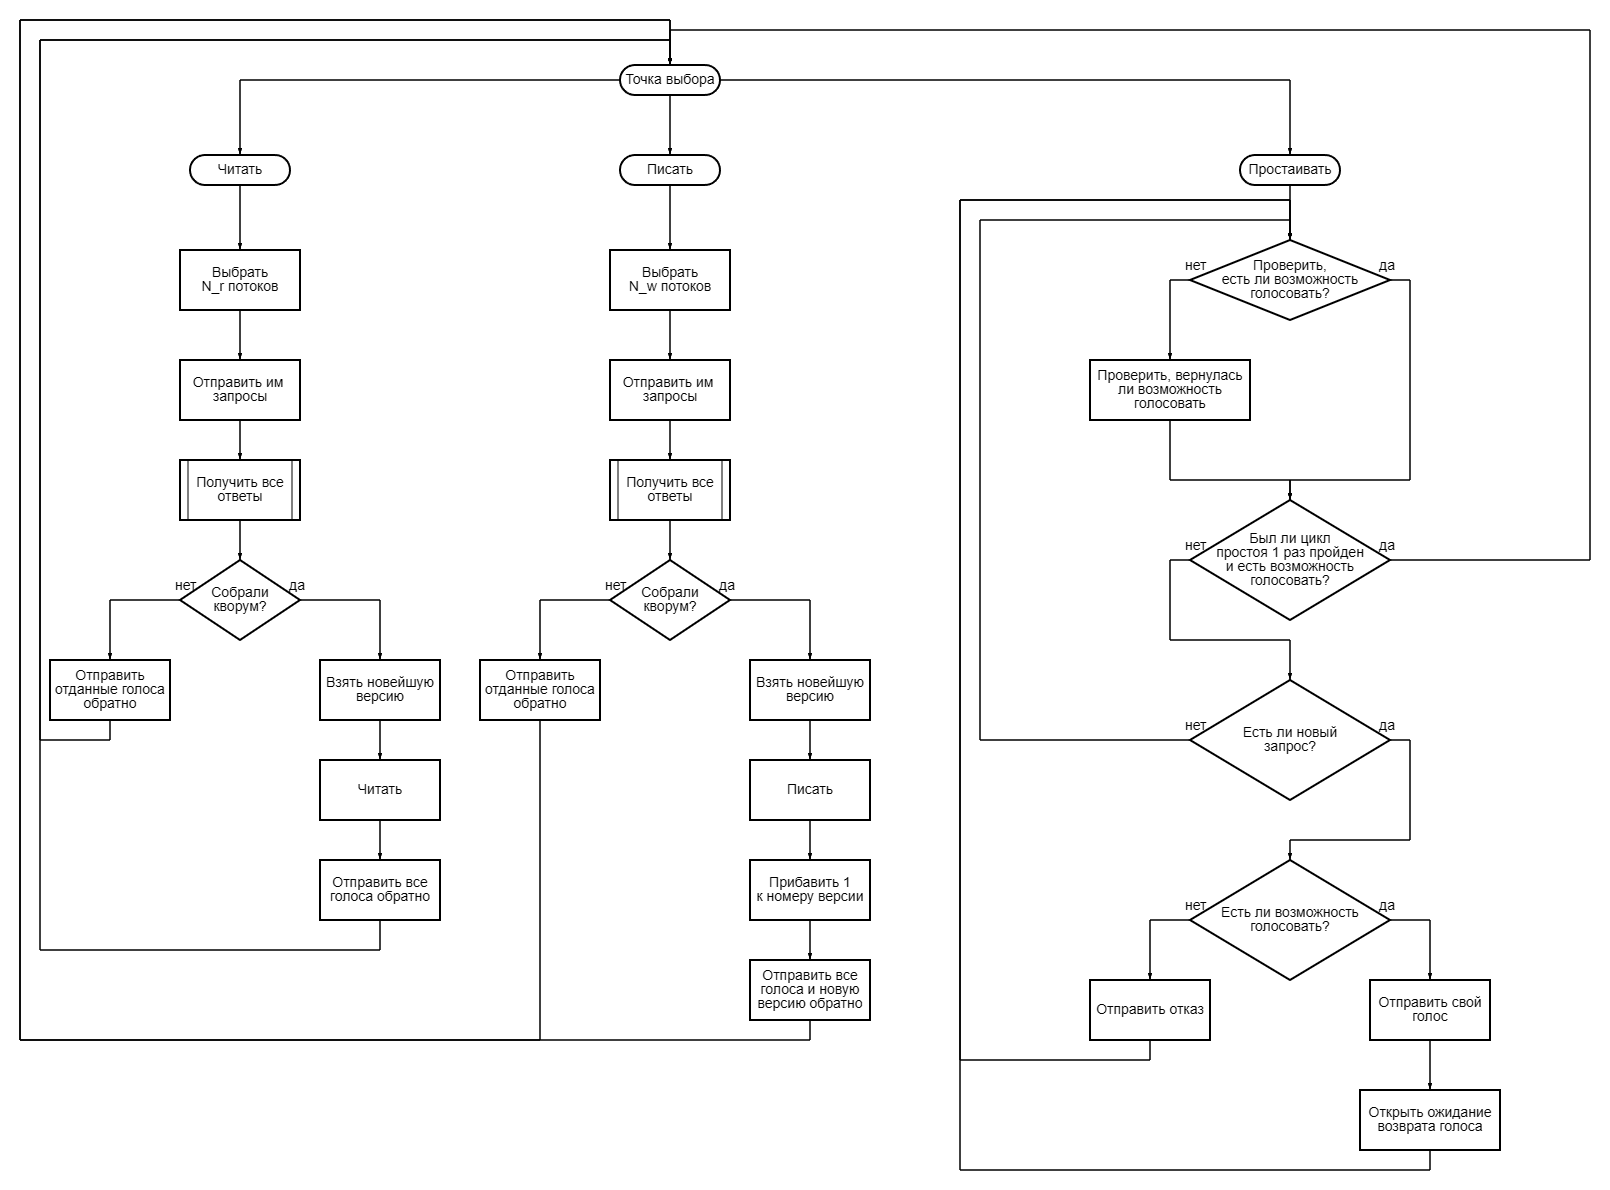 Точка выбора
Читать
Писать
Простаивать
Выбрать
N_r потоков
Выбрать
N_w потоков
нет
Проверить,
есть ли возможность
голосовать?
да
Отправить им
запросы
Отправить им
запросы
Проверить, вернулась
ли возможность
голосовать
Получить все
ответы
Получить все
ответы
нет
Был ли цикл
простоя 1 раз пройден
и есть возможность
голосовать?
да
нет
Собрали
кворум?
да
нет
Собрали
кворум?
да
Отправить
отданные голоса
обратно
Взять новейшую
версию
Отправить
отданные голоса
обратно
Взять новейшую
версию
нет
Есть ли новый
запрос?
да
Читать
Писать
Отправить все
голоса обратно
Прибавить 1
к номеру версии
нет
Есть ли возможность
голосовать?
да
Отправить все
голоса и новую
версию обратно
Отправить отказ
Отправить свой
голос
Открыть ожидание
возврата голоса